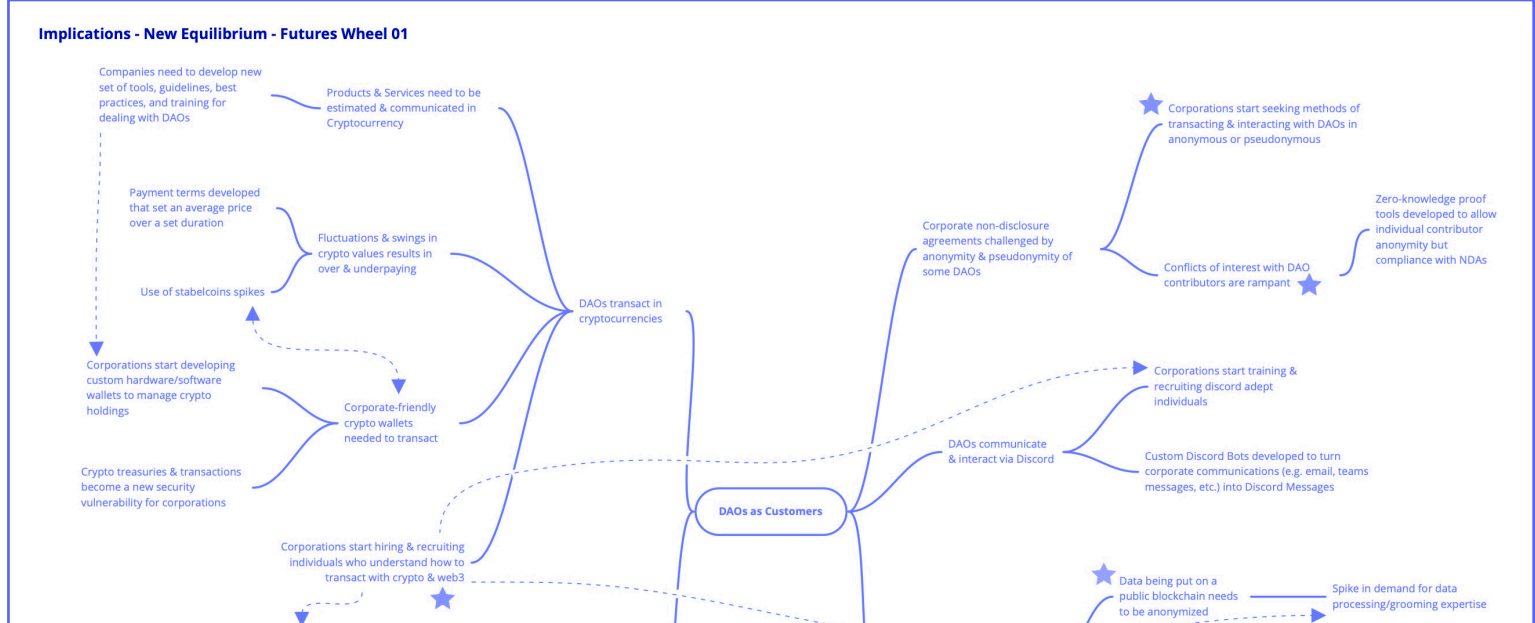 Implications - New Equilibrium - Futures Wheel 01
Companies need to develop new
set of tools, guidelines, best
practices, and training for
dealing with DAOs
Products & Services need to be
estimated & communicated in
Cryptocurrency
Payment terms developed
that set an average price
over a set duration
Fluctuations & swings in
crypto values results in
over & underpaying
Use of stabelcoins spikes
DAOs transact in
cryptocurrencies
Corporations start developing
custom hardware/software
wallets to manage crypto
holdings
Corporate-friendly
crypto wallets
needed to transact
Crypto treasuries & transactions
become a new security
vulnerability for corporations
Corporations start hiring & recruiting
individuals who understand how to
transact with crypto & web3
DAOs as Customers
Corporate non-disclosure
agreements challenged by
anonymity & pseudonymity of
some DAOs
Corporations start seeking methods of
transacting & interacting with DAOs in
anonymous or pseudonymous
Conflicts of interest with DAO
contributors are rampant
Zero-knowledge proof
tools developed to allow
individual contributor
anonymity but
compliance with NDAs
DAOs communicate
& interact via Discord
Corporations start training &
recruiting discord adept
individuals
Custom Discord Bots developed to turn
corporate communications (e.g. email, teams
messages, etc.) into Discord Messages
Data being put on a
public blockchain needs
to be anonymized
Spike in demand for data
processing/grooming expertise